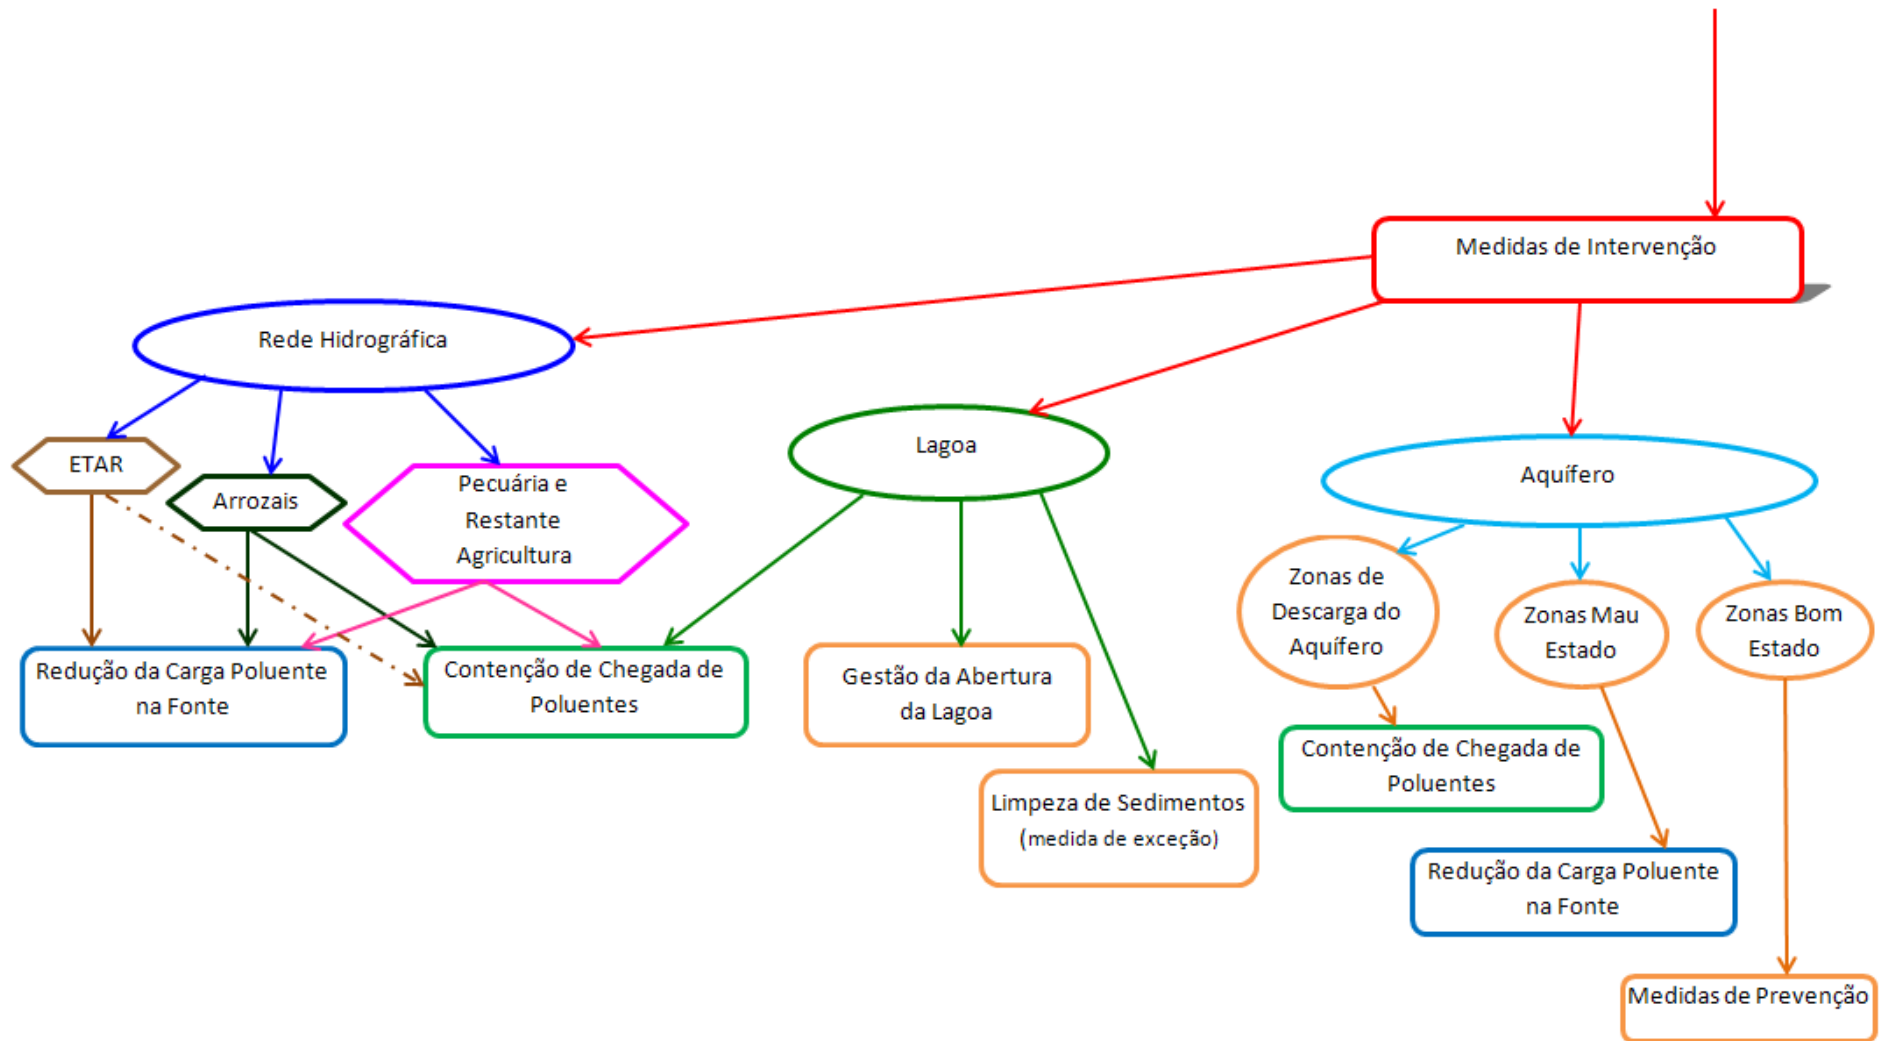 Medidas de Intervenção
Rede Hidrográfica
Lagoa
Aquífero
ETAR
Arrozais
Pecuária e
Restante
Agricultura
Zonas de
Descarga do
Aquífero
Zonas Mau
Estado
Zonas Bom
Estado
Redução da Carga Poluente
na Fonte
Contenção de Chegada de
Poluentes
Gestão da Abertura
da Lagoa
Limpeza de Sedimentos
(medida de exceção)
Contenção de Chegada de
Poluentes
Redução da Carga Poluente
na Fonte
Medidas de Prevenção